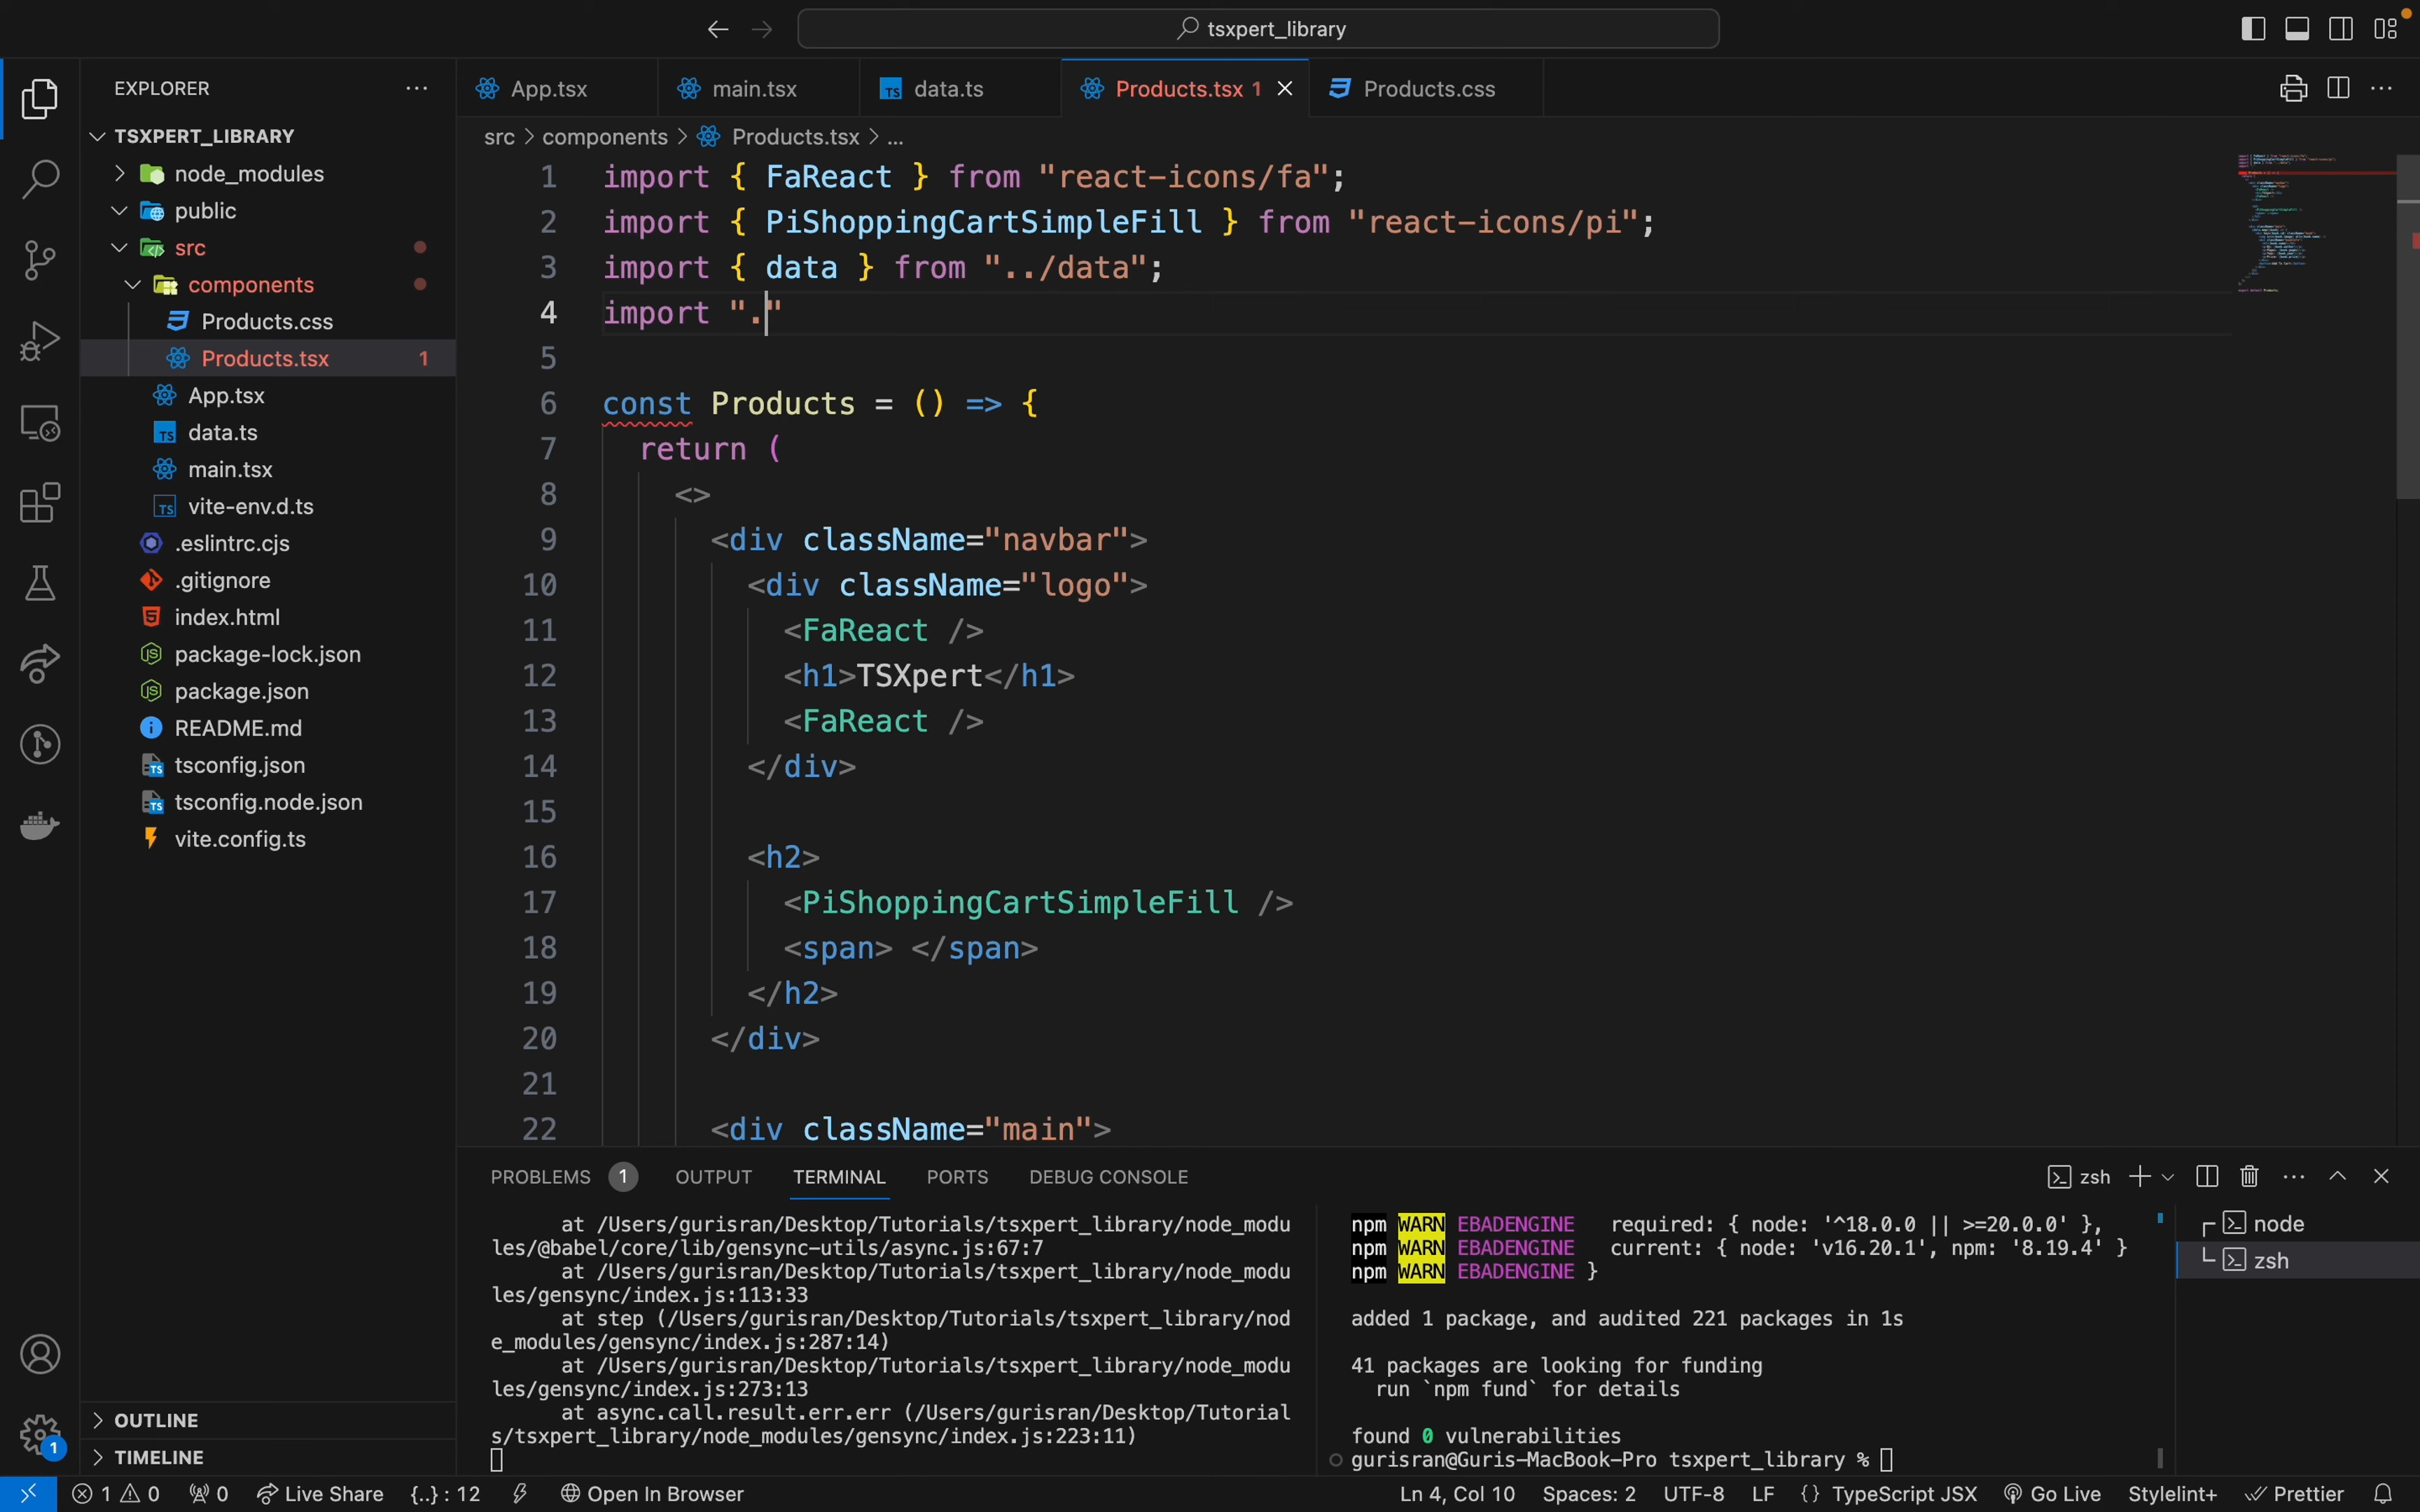 tsxpert_library
EXPLORER
App.tsx
main.tsx
TS data.ts
Products.tsx 1
Products.css
src > components > Products.tsx > ...
TSXPERT_LIBRARY
node_modules
public
src
components
Products.css
Products.tsx 1
App.tsx
TS data.ts
main.tsx
TS vite-env.d.ts
.eslintrc.cjs
.gitignore
index.html
package-lock.json
package.json
README.md
tsconfig.json
tsconfig.node.json
vite.config.ts
OUTLINE
TIMELINE
1 import { FaReact } from "react-icons/fa";
2 import { PiShoppingCartSimpleFill } from "react-icons/pi";
3 import { data } from "../data";
4 import "."
5
6 const Products = () => {
7 return (
8 <>
9 <div className="navbar">
10 <div className="logo">
11 <FaReact />
12 <h1>TSXpert</h1>
13 <FaReact />
14 </div>
15
16 <h2>
17 <PiShoppingCartSimpleFill />
18 <span> </span>
19 </h2>
20 </div>
21
22 <div className="main">
PROBLEMS 1 OUTPUT TERMINAL PORTS DEBUG CONSOLE
zsh
at /Users/gurisran/Desktop/Tutorials/tsxpert_library/node_modu
les/@babel/core/lib/gensync-utils/async.js:67:7
at /Users/gurisran/Desktop/Tutorials/tsxpert_library/node_modu
les/gensync/index.js:113:33
at step (/Users/gurisran/Desktop/Tutorials/tsxpert_library/nod
e_modules/gensync/index.js:287:14)
at /Users/gurisran/Desktop/Tutorials/tsxpert_library/node_modu
les/gensync/index.js:273:13
at async.call.result.err.err (/Users/gurisran/Desktop/Tutorial
s/tsxpert_library/node_modules/gensync/index.js:223:11)
npm WARN EBADENGINE required: { node: '^18.0.0 || >=20.0.0' },
npm WARN EBADENGINE current: { node: 'v16.20.1', npm: '8.19.4' }
npm WARN EBADENGINE }
added 1 package, and audited 221 packages in 1s
41 packages are looking for funding
run `npm fund` for details
found 0 vulnerabilities
gurisran@Guris-MacBook-Pro tsxpert_library %
node
zsh
1
1 0 0 Live Share {..} : 12 Open In Browser
Ln 4, Col 10 Spaces: 2 UTF-8 LF {} TypeScript JSX Go Live Stylelint+ Prettier